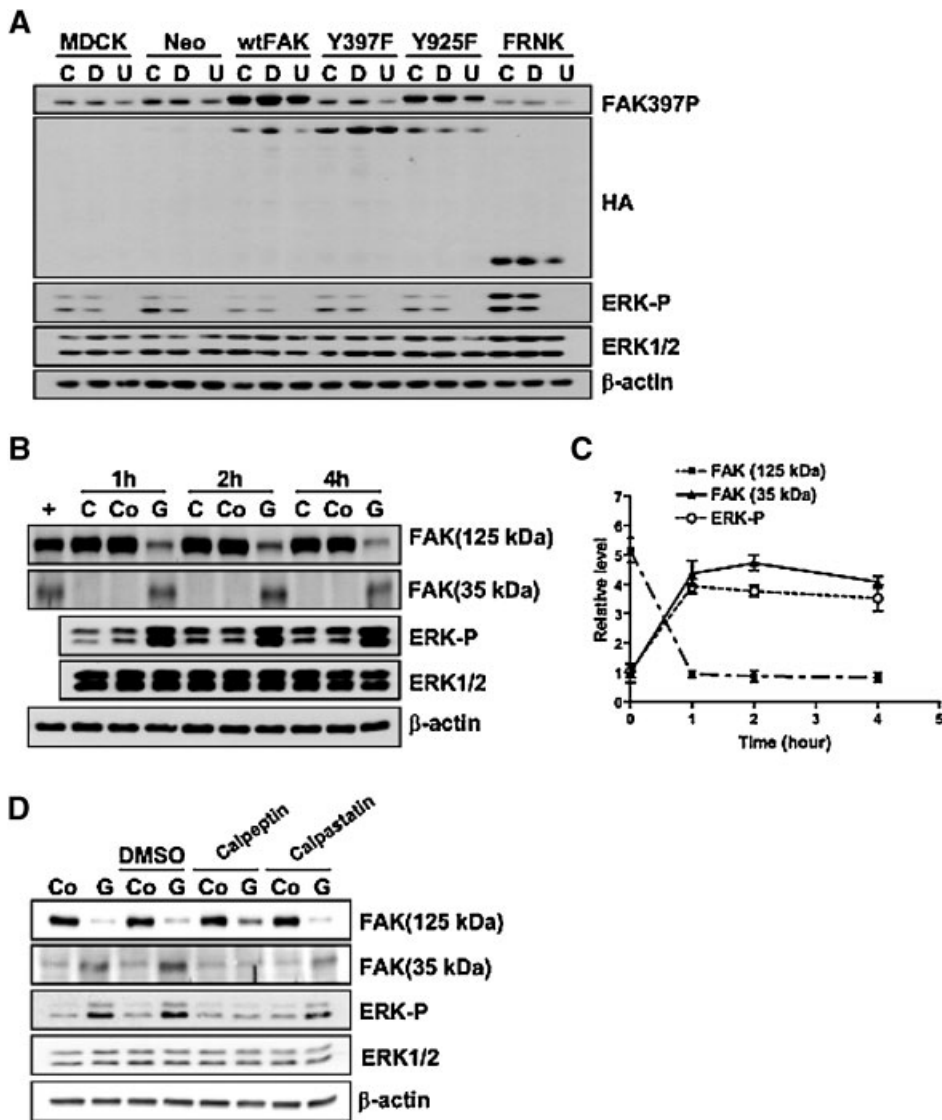 A
MDCK Neo wtFAK Y397F Y925F FRNK
C D U C D U C D U C D U C D U C D U
FAK397P
HA
ERK-P
ERK1/2
β-actin
B
1h 2h 4h
+ C Co G C Co G C Co G
FAK(125 kDa)
FAK(35 kDa)
ERK-P
ERK1/2
β-actin
C
FAK (125 kDa)
FAK (35 kDa)
ERK-P
Relative level
7
6
5
4
3
2
1
0
0 1 2 3 4 5
Time (hour)
D
DMSO Calpeptin Calpastatin
Co G Co G Co G Co G
FAK(125 kDa)
FAK(35 kDa)
ERK-P
ERK1/2
β-actin